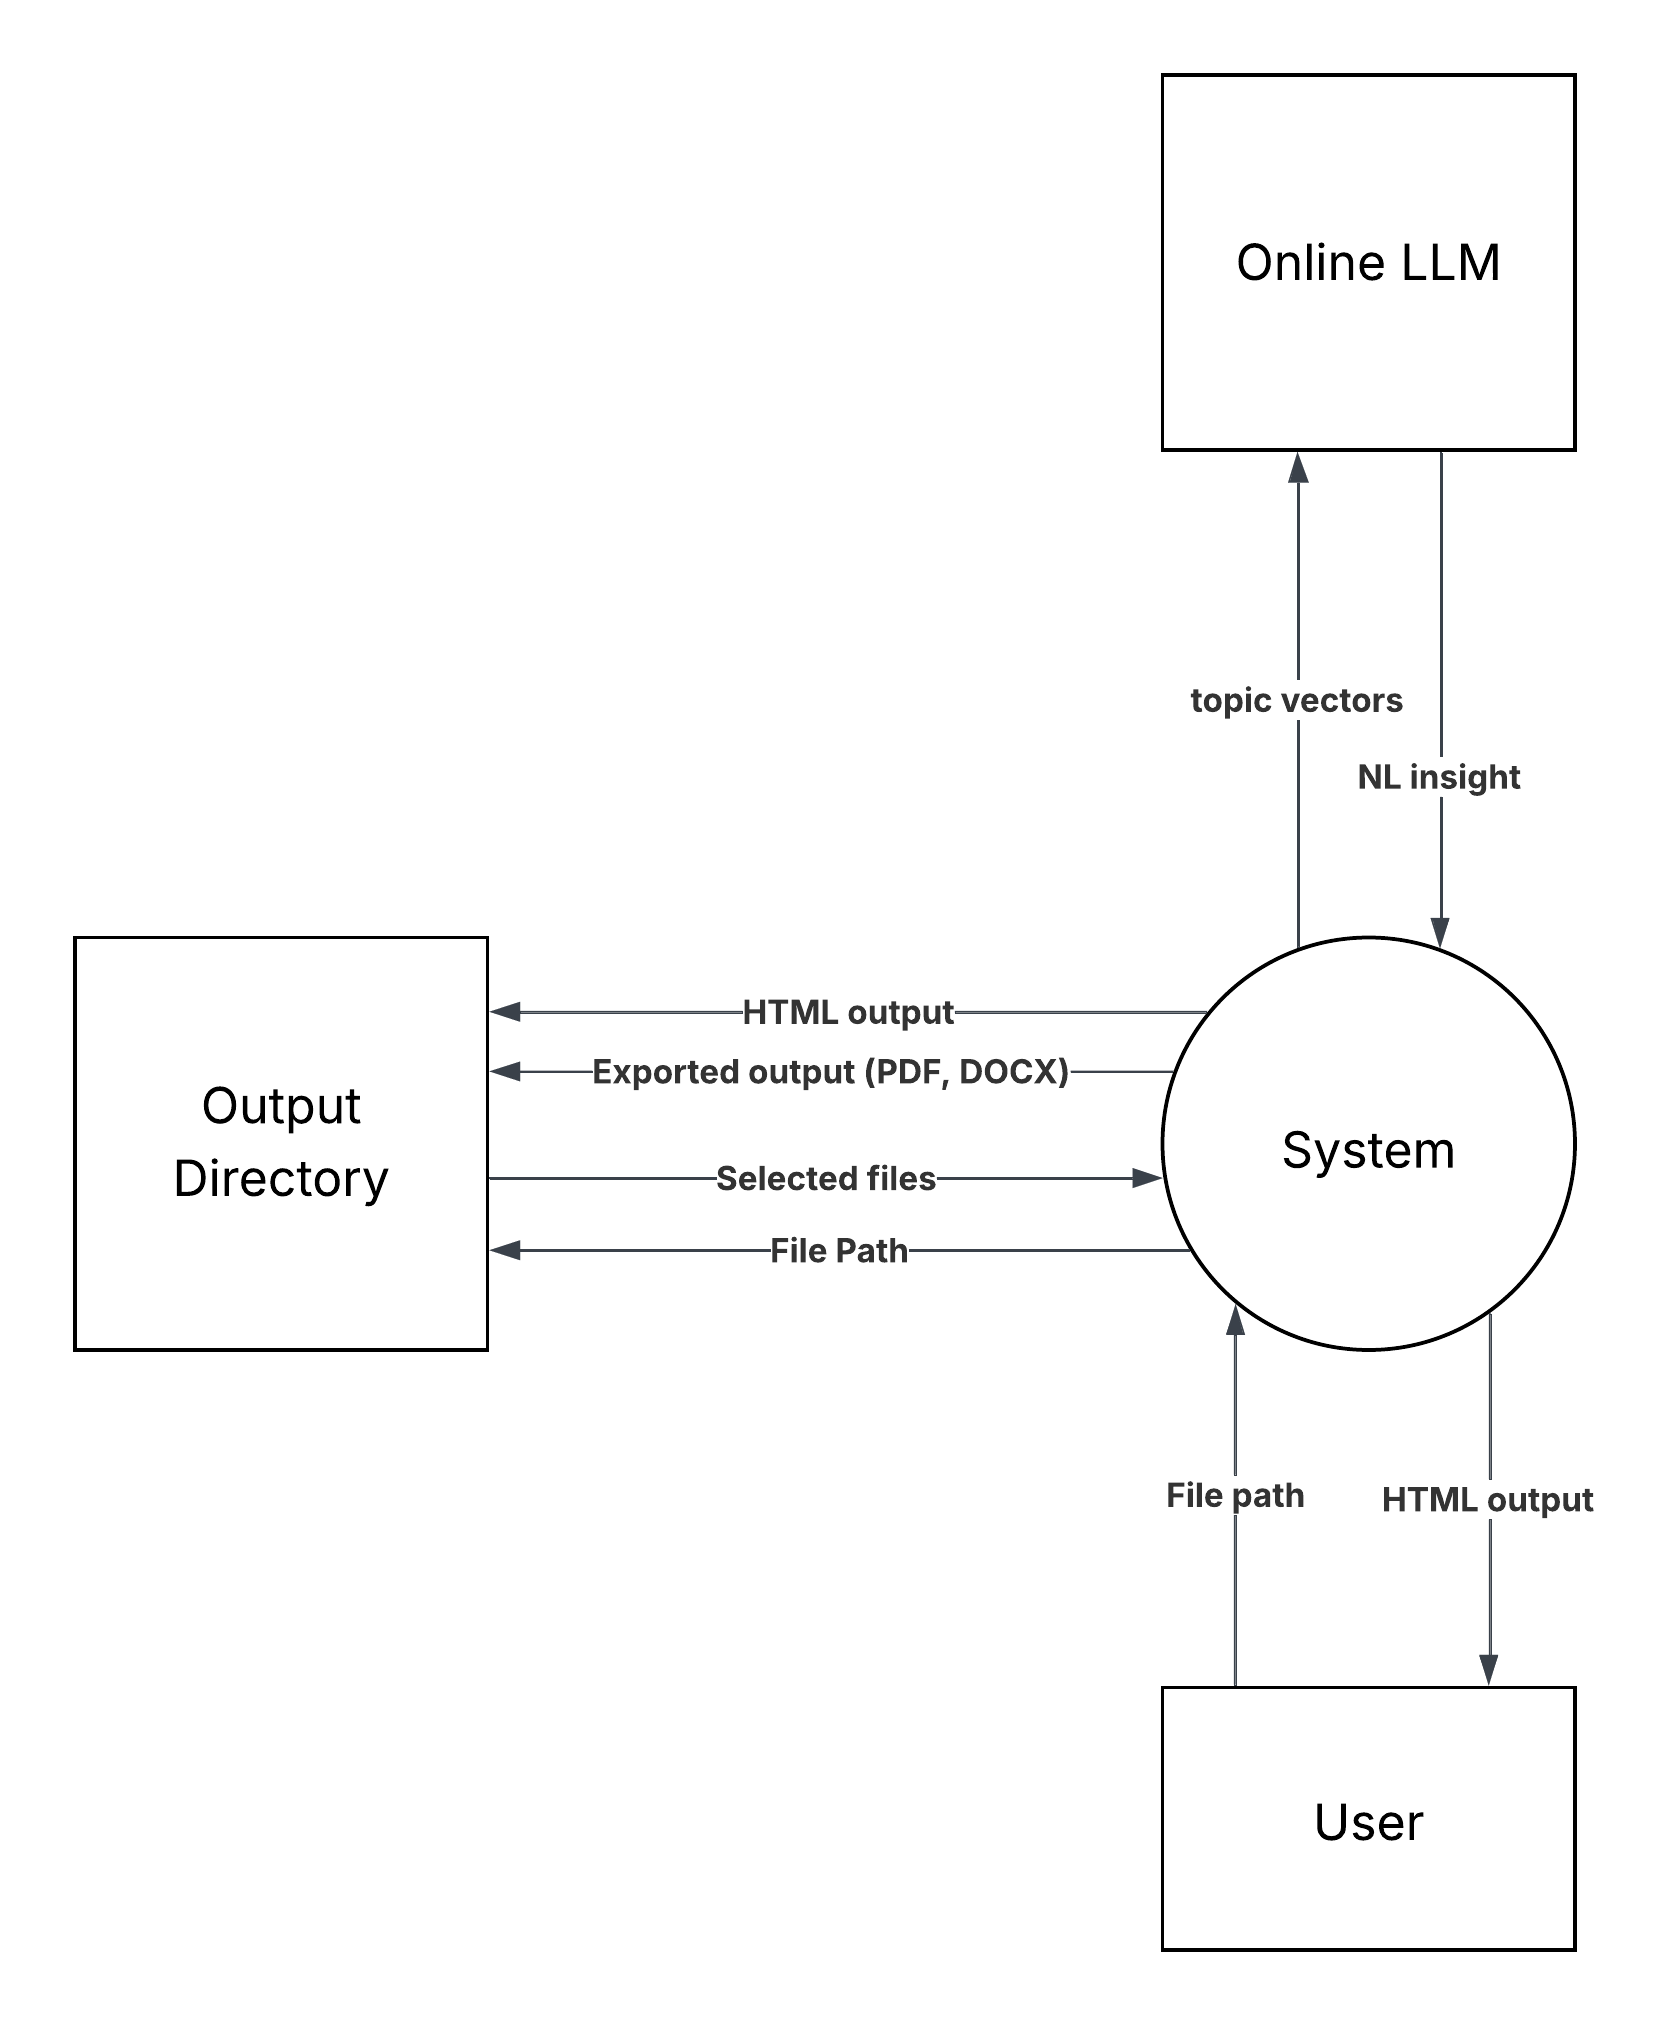 Online LLM
topic vectors
NL insight
HTML output
Exported output (PDF, DOCX)
Output
Directory
System
Selected files
File Path
File path
HTML output
User